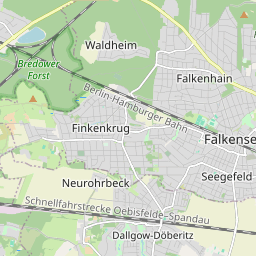 Waldheim
Bredower
Forst
Falkenhain
Berlin-Hamburger Bahn
Finkenkrug
Falkense
Seegefeld
Neurohrbeck
Schnellfahrstrecke Oebisfelde-Spandau
Dallgow-Döberitz